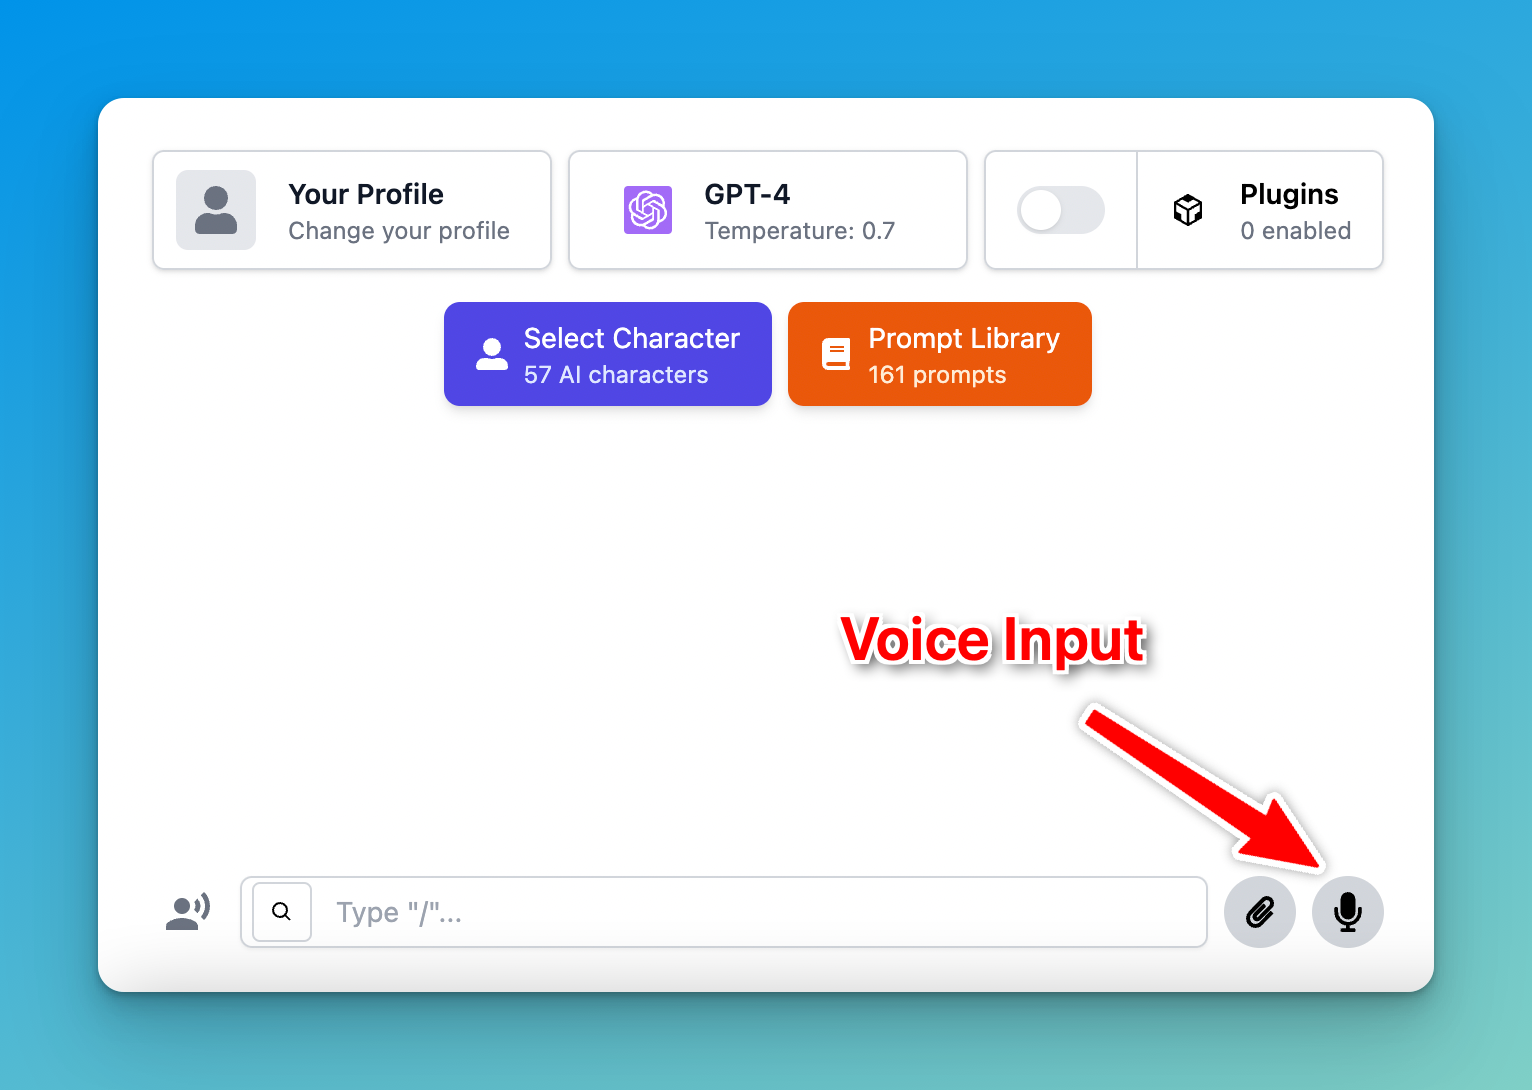 Your Profile
Change your profile
GPT-4
Temperature: 0.7
Plugins
0 enabled
Select Character
57 AI characters
Prompt Library
161 prompts
Voice Input
Type "/"...